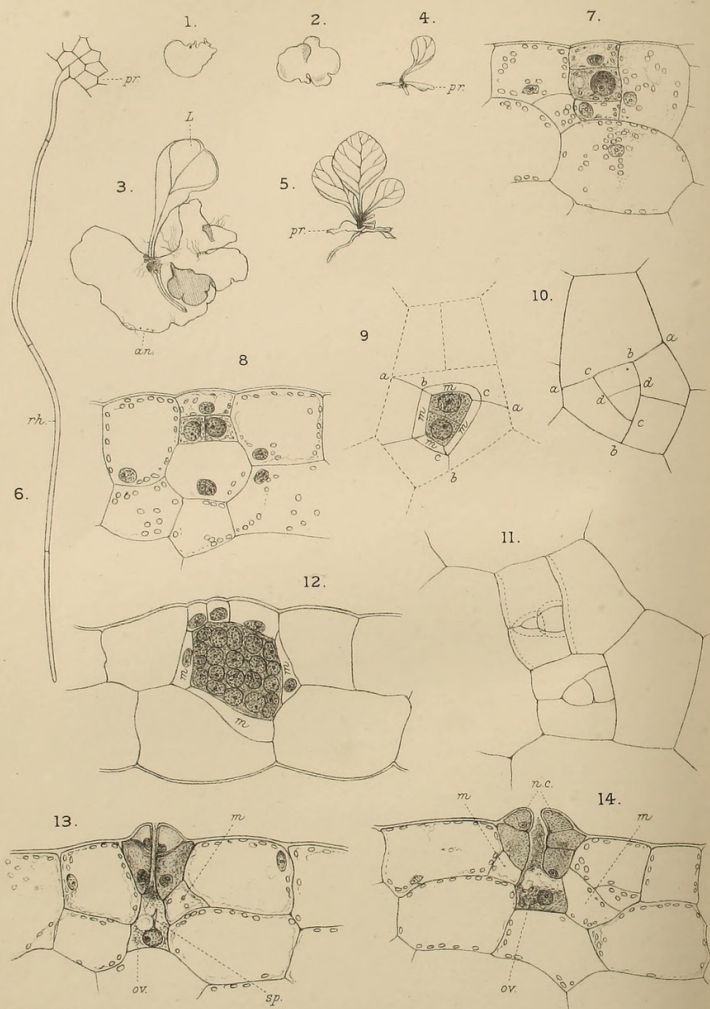 1.
2.
4.
7.
pr.
pr.
L
3.
5.
pr.
an.
10.
9
a
b
m
c
a
m
n
m
c
b
a
b
c
d
a
d
c
b
8
rh.
6.
11.
12.
m
m
m
13.
m
ov.
sp.
n.c.
14.
m
m
ov.